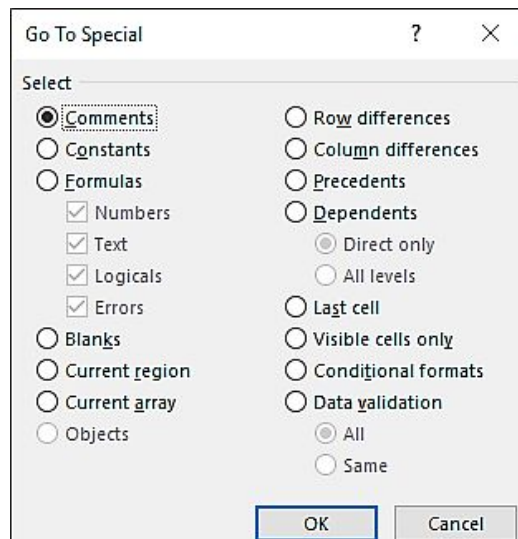 Go To Special ? ×
Select
Comments
Constants
Formulas
Numbers
Text
Logicals
Errors
Blanks
Current region
Current array
Objects
Row differences
Column differences
Precedents
Dependents
Direct only
All levels
Last cell
Visible cells only
Conditional formats
Data validation
All
Same
OK
Cancel